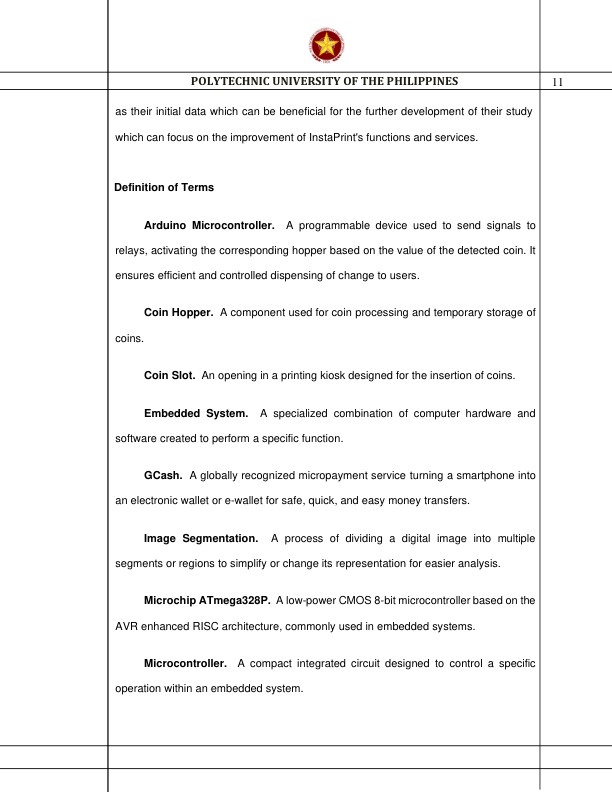 POLYTECHNIC UNIVERSITY OF THE PHILIPPINES 11
as their initial data which can be beneficial for the further development of their study
which can focus on the improvement of InstaPrint's functions and services.
Definition of Terms
Arduino Microcontroller. A programmable device used to send signals to
relays, activating the corresponding hopper based on the value of the detected coin. It
ensures efficient and controlled dispensing of change to users.
Coin Hopper. A component used for coin processing and temporary storage of
coins.
Coin Slot. An opening in a printing kiosk designed for the insertion of coins.
Embedded System. A specialized combination of computer hardware and
software created to perform a specific function.
GCash. A globally recognized micropayment service turning a smartphone into
an electronic wallet or e-wallet for safe, quick, and easy money transfers.
Image Segmentation. A process of dividing a digital image into multiple
segments or regions to simplify or change its representation for easier analysis.
Microchip ATmega328P. A low-power CMOS 8-bit microcontroller based on the
AVR enhanced RISC architecture, commonly used in embedded systems.
Microcontroller. A compact integrated circuit designed to control a specific
operation within an embedded system.